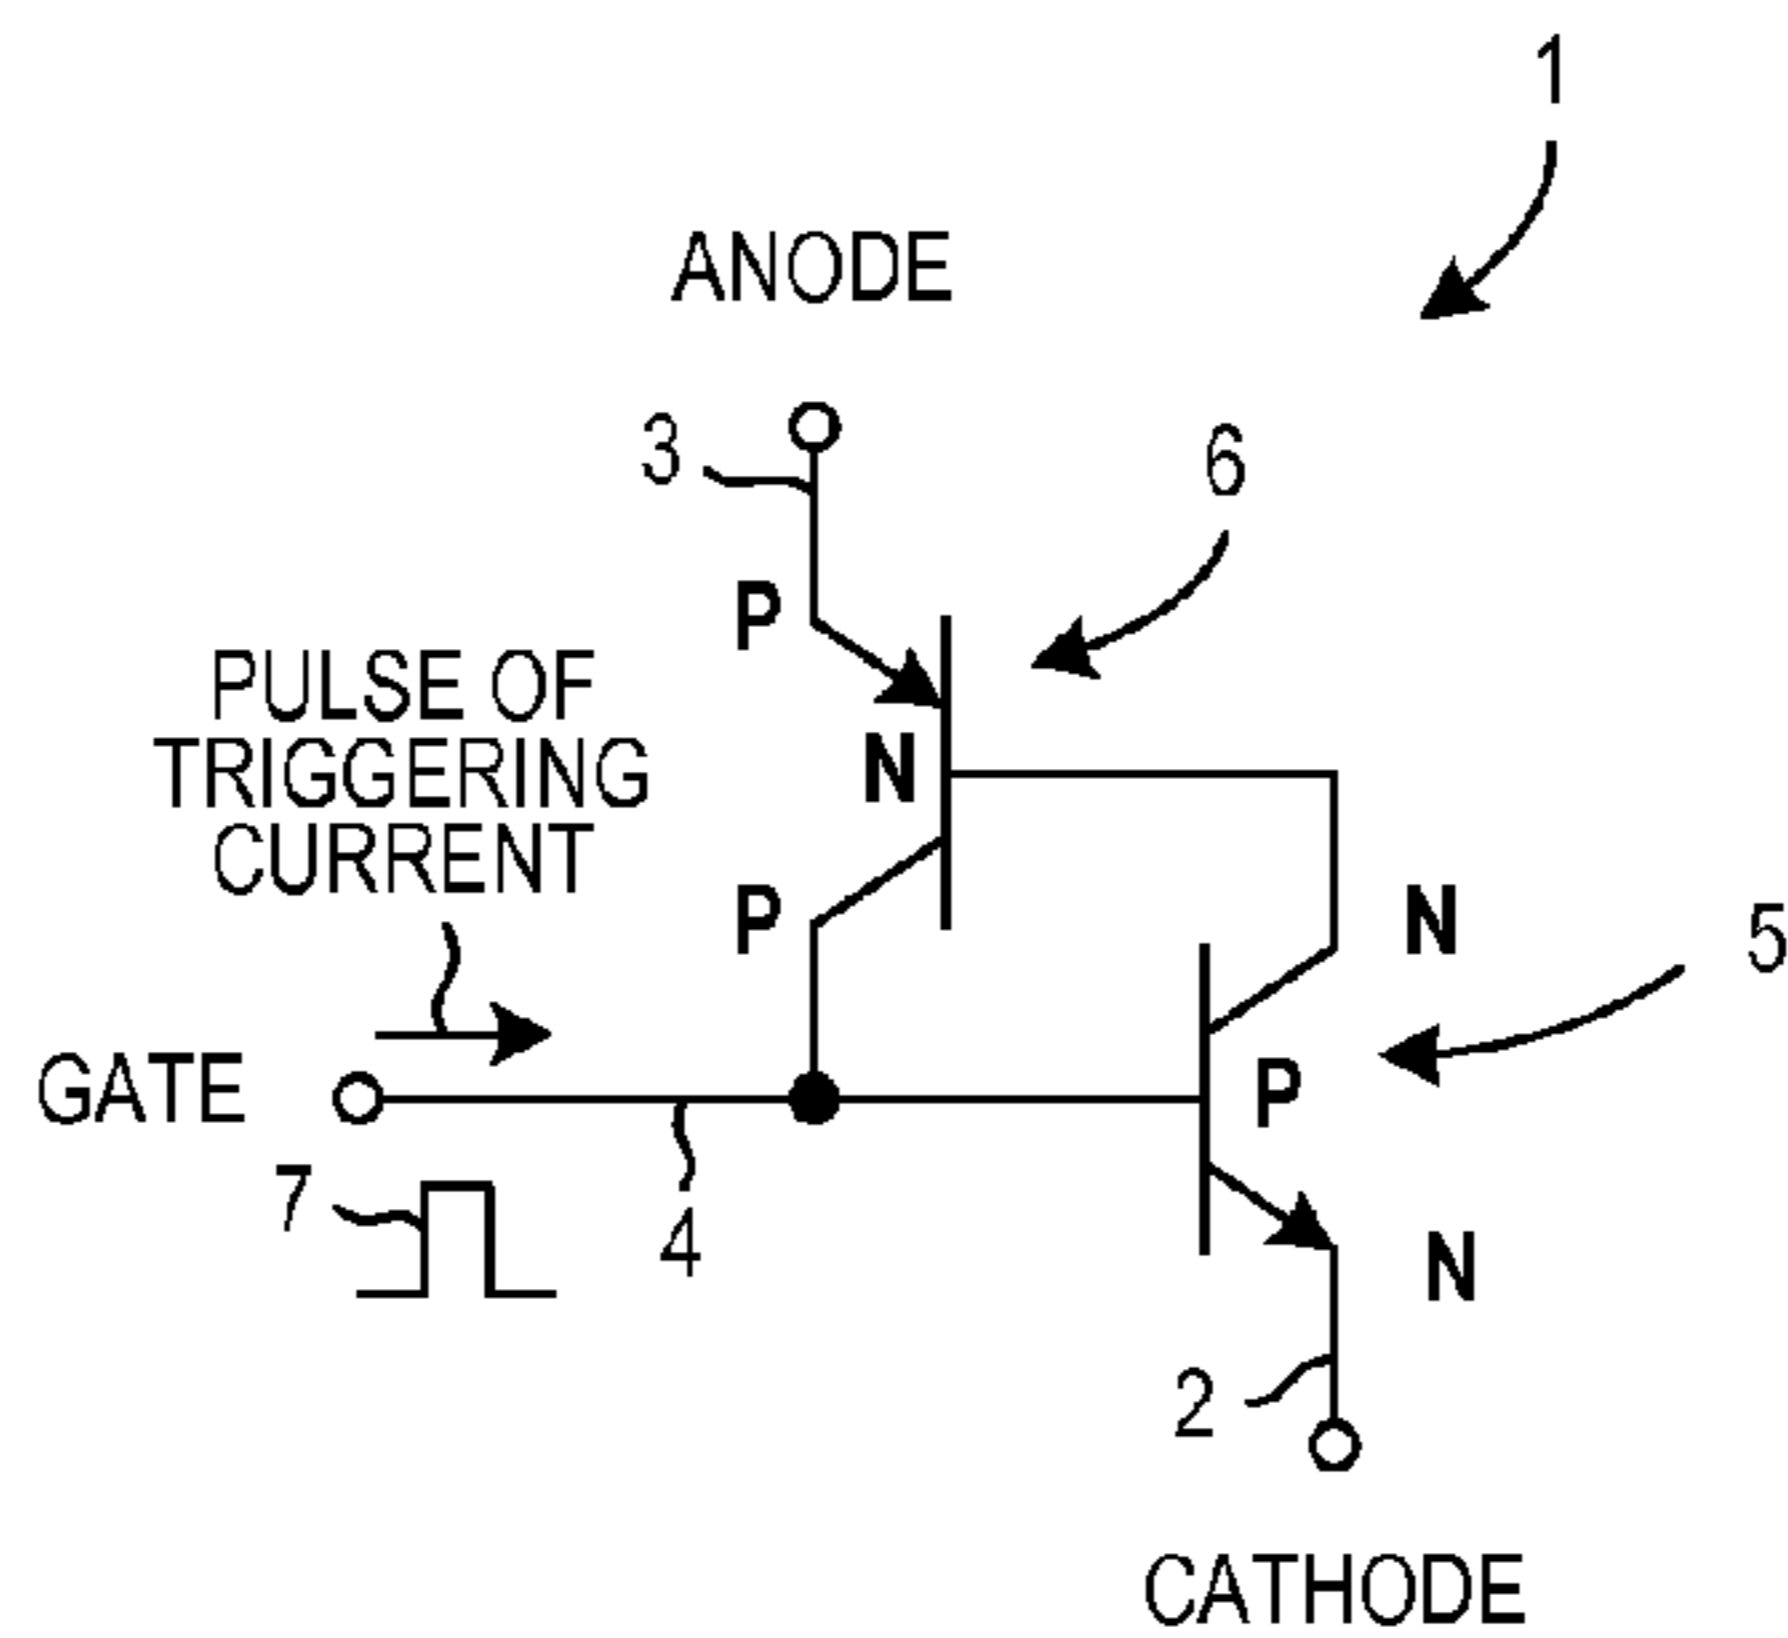 1
ANODE
3
6
P
PULSE OF
TRIGGERING
CURRENT
N
P
N
5
GATE
P
7
4
N
2
CATHODE